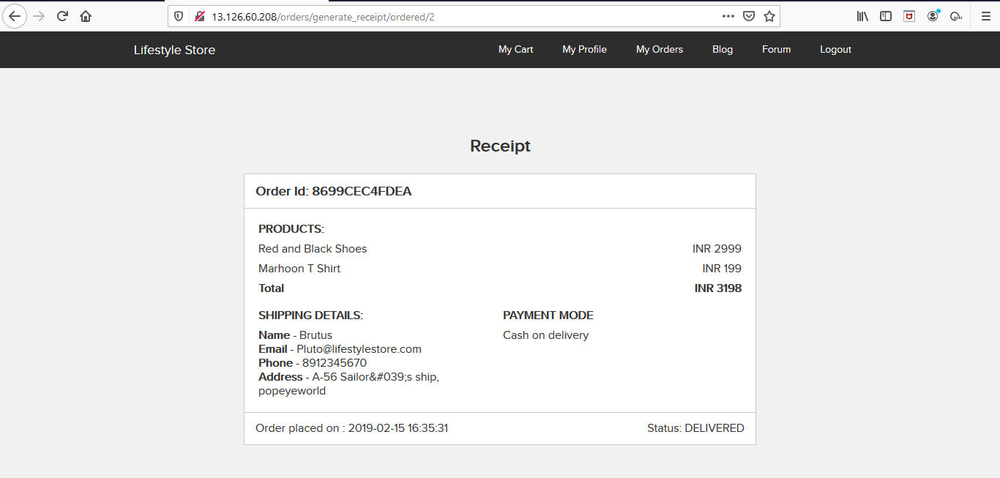 13.126.60.208/orders/generate_receipt/ordered/2
Lifestyle Store My Cart My Profile My Orders Blog Forum Logout
Receipt
Order Id: 8699CEC4FDEA
PRODUCTS:
Red and Black Shoes INR 2999
Marhoon T Shirt INR 199
Total INR 3198
SHIPPING DETAILS: PAYMENT MODE
Name - Brutus Cash on delivery
Email - Pluto@lifestylestore.com
Phone - 8912345670
Address - A-56 Sailor&#039;s ship,
popeyeworld
Order placed on : 2019-02-15 16:35:31 Status: DELIVERED